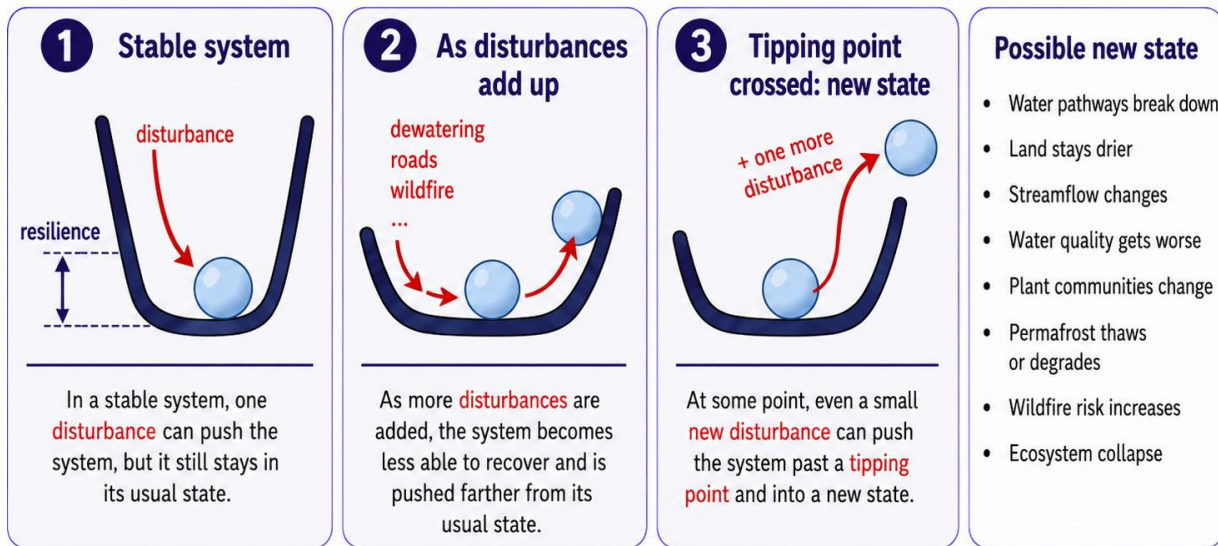 1 Stable system
disturbance
resilience
In a stable system, one
disturbance can push the
system, but it still stays in
its usual state.
2 As disturbances
add up
dewatering
roads
wildfire
...
As more disturbances are
added, the system becomes
less able to recover and is
pushed farther from its
usual state.
3 Tipping point
crossed: new state
+ one more
disturbance
At some point, even a small
new disturbance can push
the system past a tipping
point and into a new state.
Possible new state
• Water pathways break down
• Land stays drier
• Streamflow changes
• Water quality gets worse
• Plant communities change
• Permafrost thaws
or degrades
• Wildfire risk increases
• Ecosystem collapse